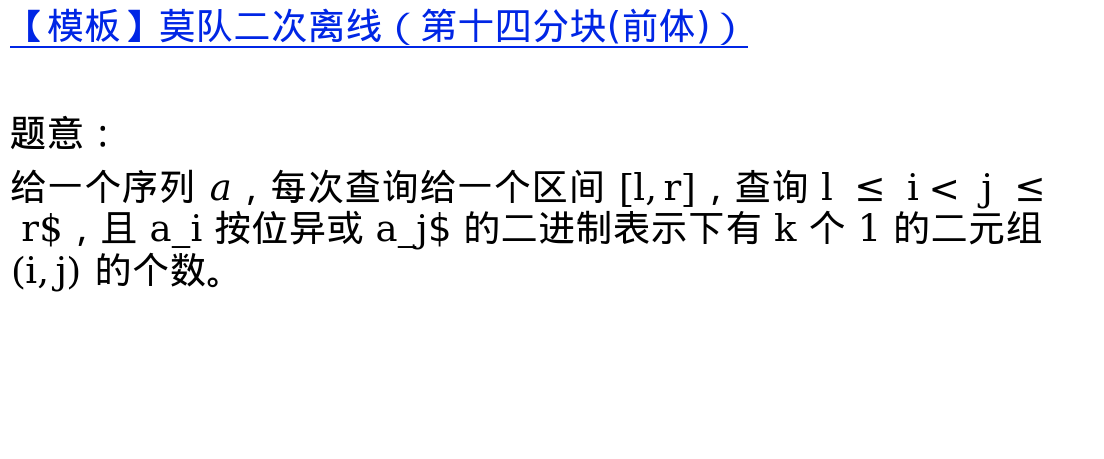 【模板】莫队二次离线（第十四分块(前体)）
题意：
给一个序列 a，每次查询给一个区间 [l, r]，查询 l ≤ i < j ≤
r$，且 a_i 按位异或 a_j$ 的二进制表示下有 k 个 1 的二元组
(i, j) 的个数。